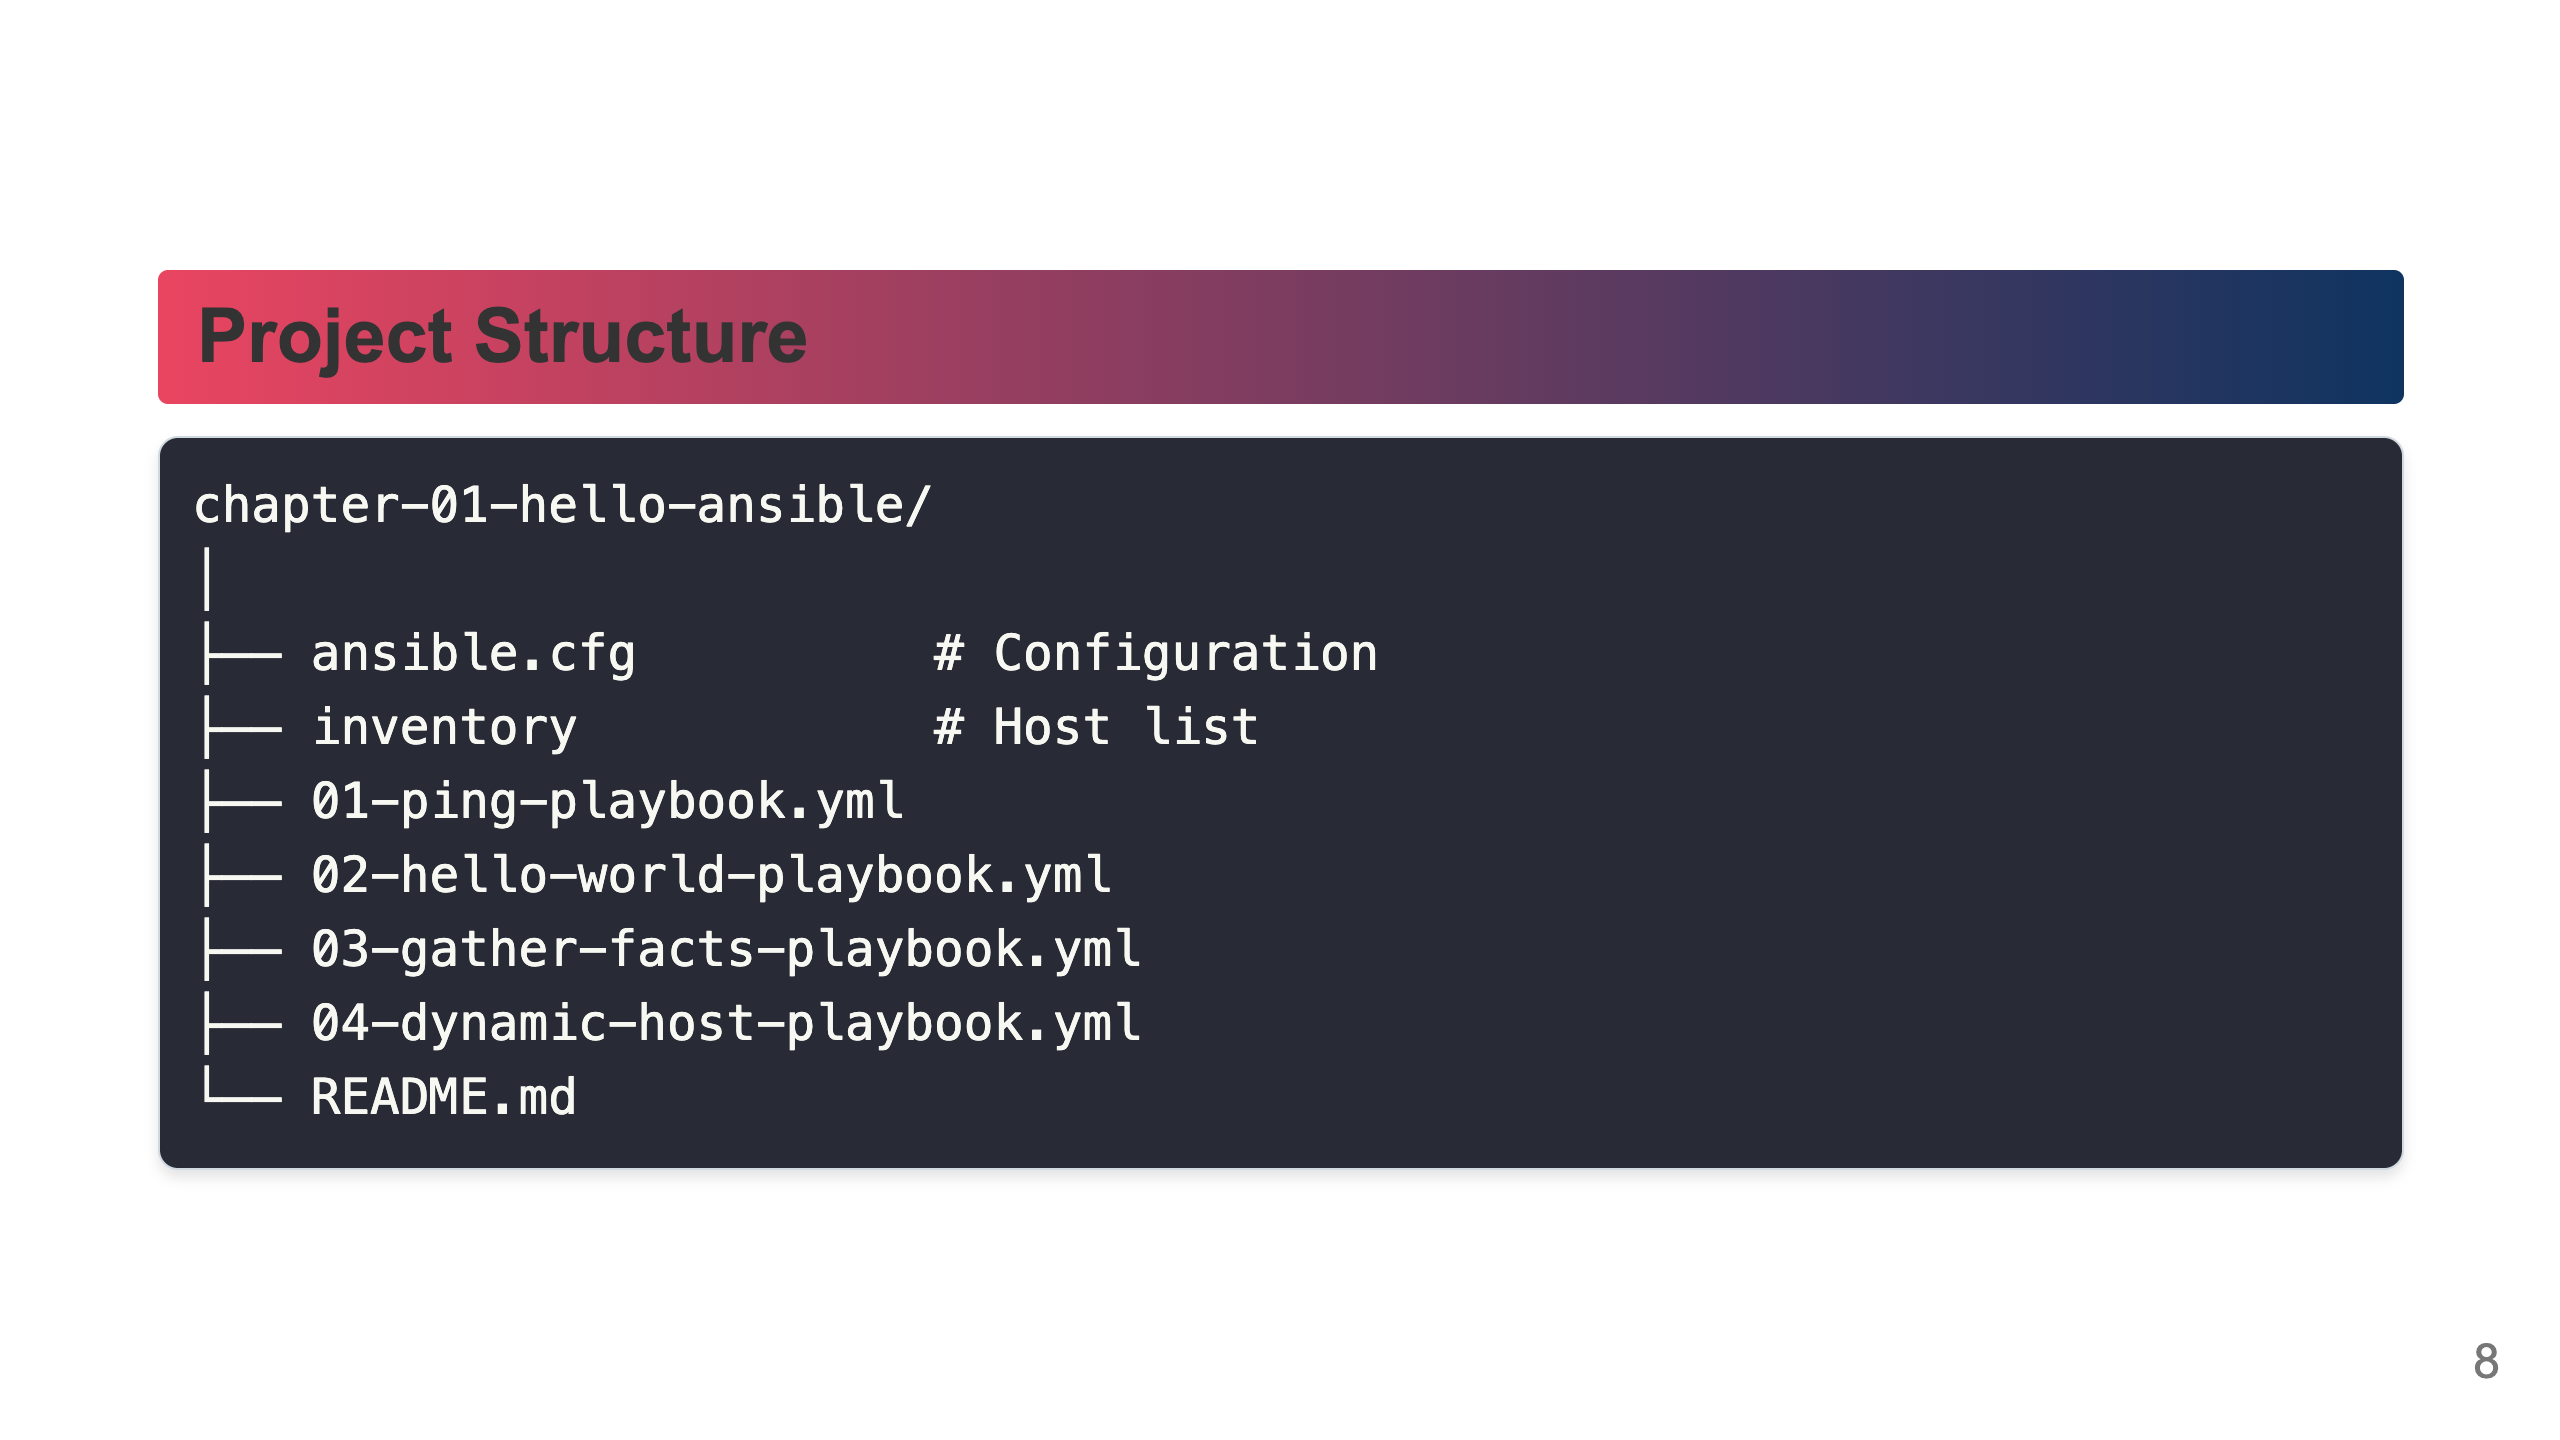 Project Structure
chapter-01-hello-ansible/
│
├── ansible.cfg          # Configuration
├── inventory            # Host list
├── 01-ping-playbook.yml
├── 02-hello-world-playbook.yml
├── 03-gather-facts-playbook.yml
├── 04-dynamic-host-playbook.yml
└── README.md
8